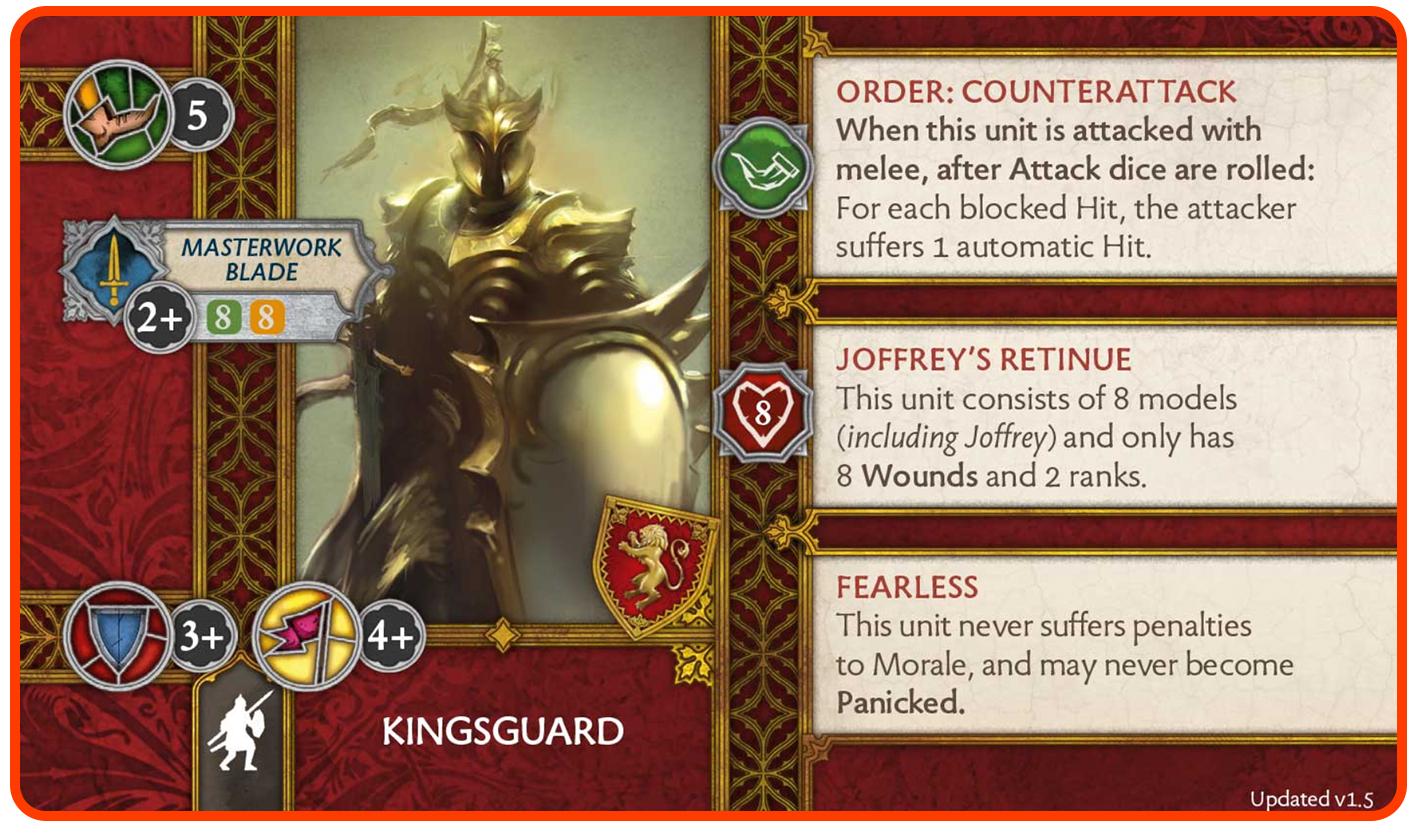 5
MASTERWORK
BLADE
2+ 8 8
3+ 4+
KINGSGUARD
ORDER: COUNTERATTACK
When this unit is attacked with
melee, after Attack dice are rolled:
For each blocked Hit, the attacker
suffers 1 automatic Hit.
8
JOFFREY'S RETINUE
This unit consists of 8 models
(including Joffrey) and only has
8 Wounds and 2 ranks.
FEARLESS
This unit never suffers penalties
to Morale, and may never become
Panicked.
Updated v1.5